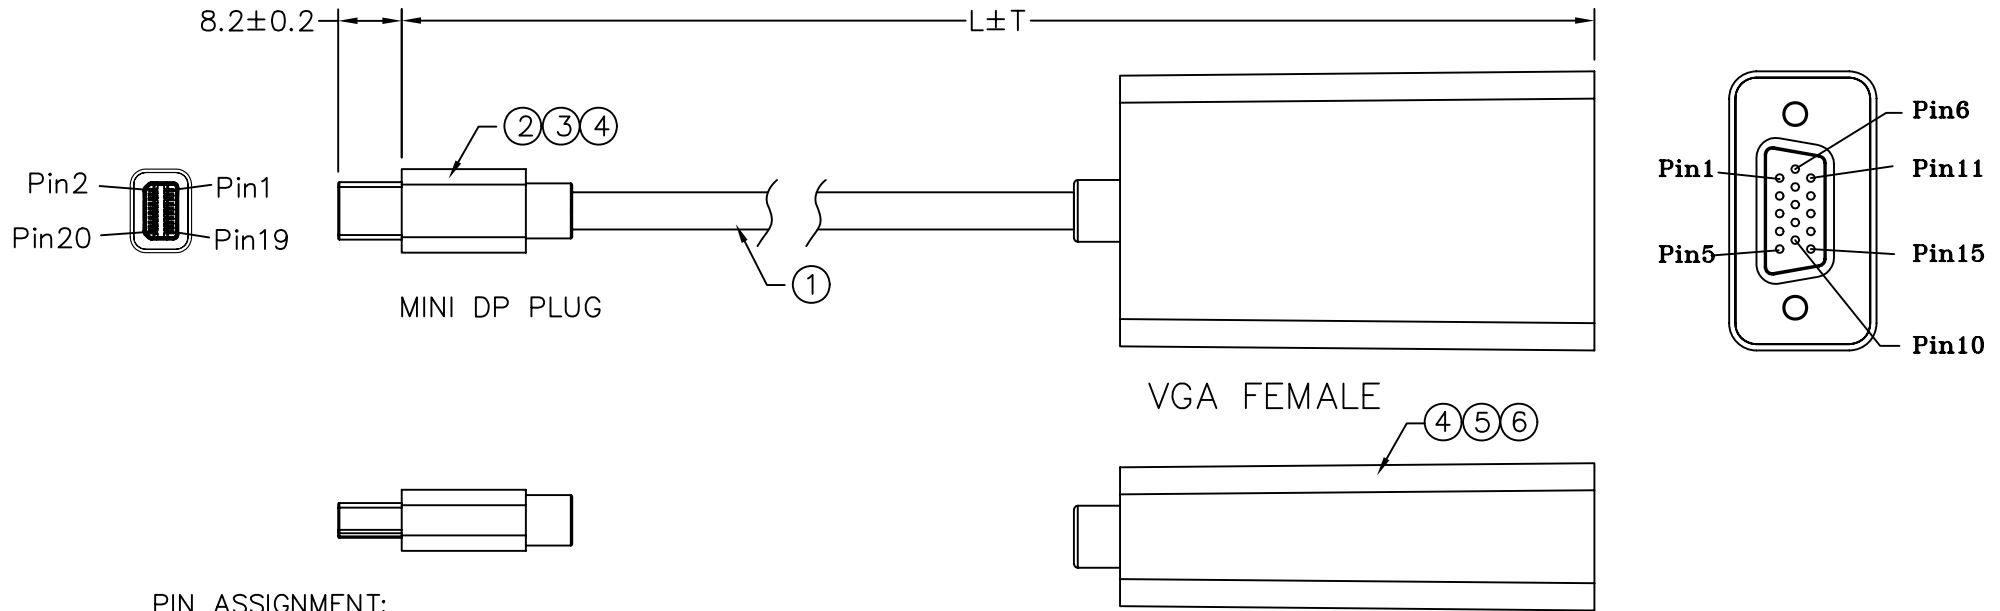 8.2±0.2
L±T
②③④
Pin6
Pin1
Pin11
Pin2
Pin1
Pin20
Pin19
Pin5
Pin15
①
MINI DP PLUG
Pin10
VGA FEMALE
④⑤⑥
PIN ASSIGNMENT: